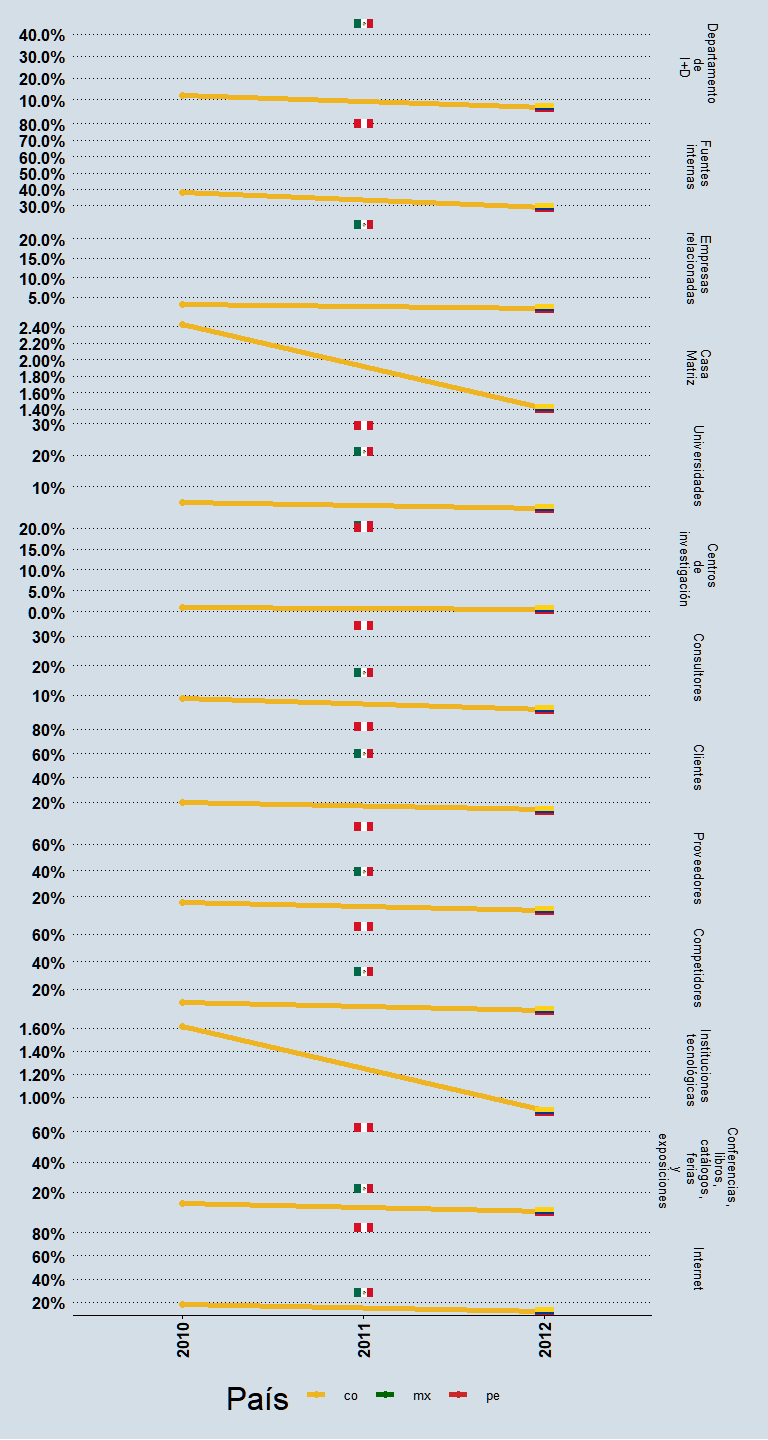 40.0%
30.0%
20.0%
10.0%
Departamento
de
I+D
80.0%
70.0%
60.0%
50.0%
40.0%
30.0%
Fuentes
internas
20.0%
15.0%
10.0%
5.0%
Empresas
relacionadas
2.40%
2.20%
2.00%
1.80%
1.60%
1.40%
Casa
Matriz
30%
20%
10%
Universidades
20.0%
15.0%
10.0%
5.0%
0.0%
Centros
de
investigación
30%
20%
10%
Consultores
80%
60%
40%
20%
Clientes
60%
40%
20%
Proveedores
60%
40%
20%
Competidores
1.60%
1.40%
1.20%
1.00%
Instituciones
tecnológicas
60%
40%
20%
Conferencias,
libros,
catálogos,
ferias
y
exposiciones
80%
60%
40%
20%
Internet
2010
2011
2012
País
co
mx
pe